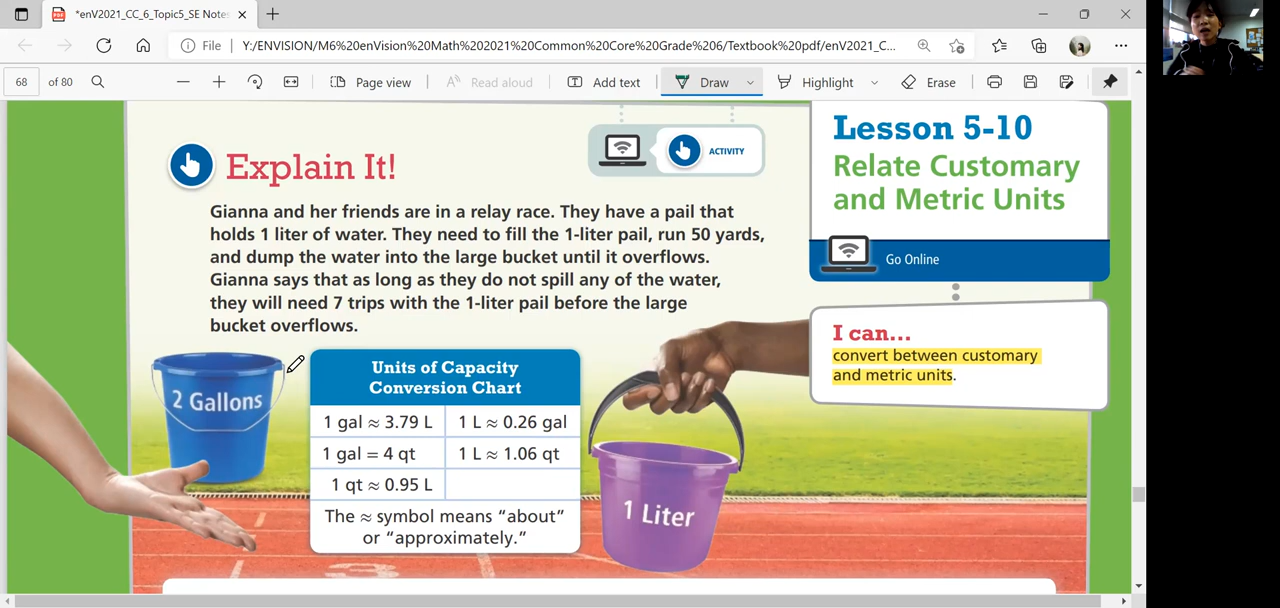 *enV2021_CC_6_Topic5_SE Notes
File
Y:/ENVISION/M6%20enVision%20Math%202021%20Common%20Core%20Grade%206/Textbook%20pdf/enV2021_C...
68 of 80
Page view
Read aloud
Add text
Draw
Highlight
Erase
ACTIVITY
Explain It!
Gianna and her friends are in a relay race. They have a pail that
holds 1 liter of water. They need to fill the 1-liter pail, run 50 yards,
and dump the water into the large bucket until it overflows.
Gianna says that as long as they do not spill any of the water,
they will need 7 trips with the 1-liter pail before the large
bucket overflows.
2 Gallons
Units of Capacity
Conversion Chart
1 gal ≈ 3.79 L 1 L ≈ 0.26 gal
1 gal = 4 qt 1 L ≈ 1.06 qt
1 qt ≈ 0.95 L
The ≈ symbol means “about”
or “approximately.”
1 Liter
3
Lesson 5-10
Relate Customary
and Metric Units
Go Online
I can...
convert between customary
and metric units.